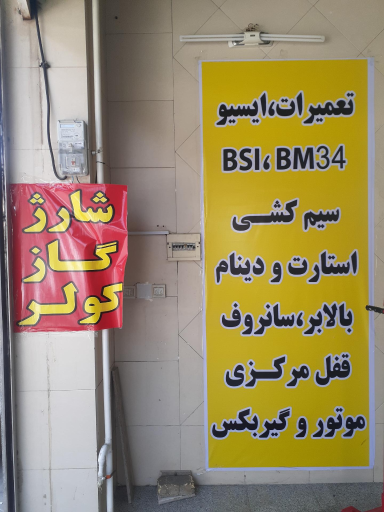 تعمیرات،ایسیو
BSI، BM34
سیم کشی
استارت و دینام
بالابر،سانروف
قفل مرکزی
موتور و گیربکس
شارژ
گاز
کولر